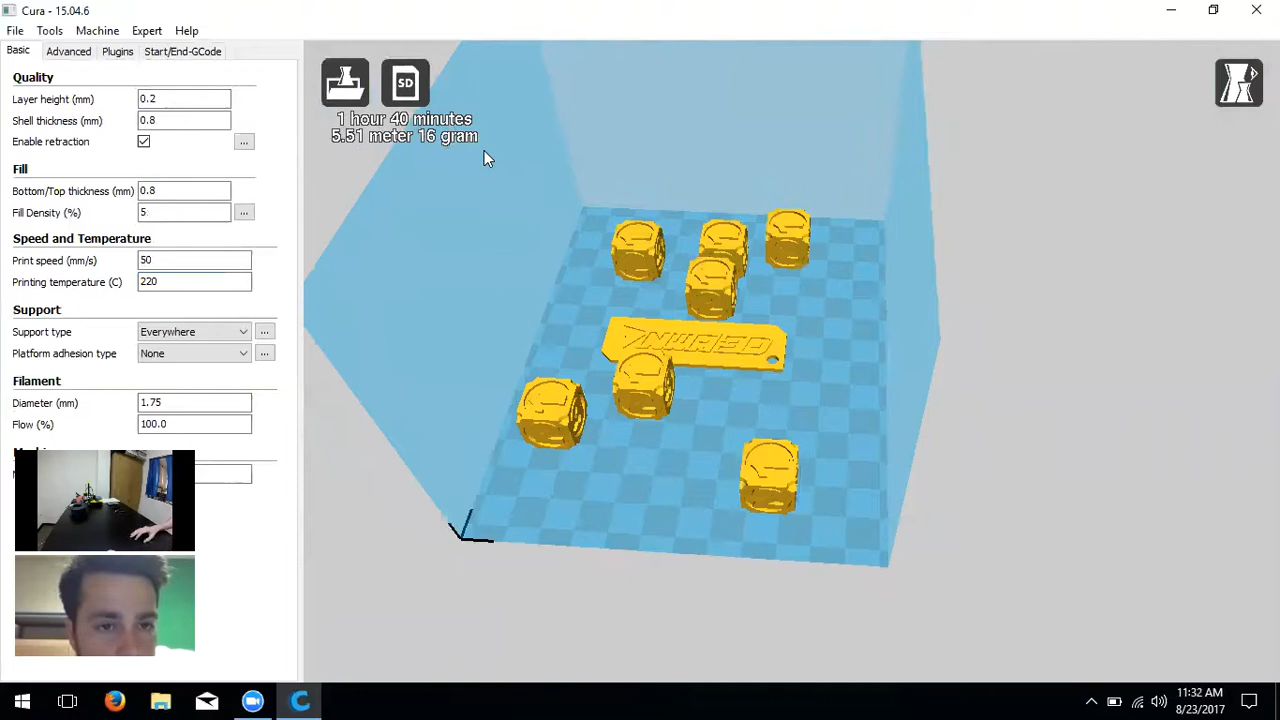 Cura - 15.04.6
File Tools Machine Expert Help
Basic Advanced Plugins Start/End-GCode
Quality
Layer height (mm) 0.2
Shell thickness (mm) 0.8
Enable retraction ...
Fill
Bottom/Top thickness (mm) 0.8
Fill Density (%) 5 ...
Speed and Temperature
Print speed (mm/s) 50
Printing temperature (C) 220
Support
Support type Everywhere ...
Platform adhesion type None ...
Filament
Diameter (mm) 1.75
Flow (%) 100.0
SD
1 hour 40 minutes
5.51 meter 16 gram
11:32 AM
8/23/2017